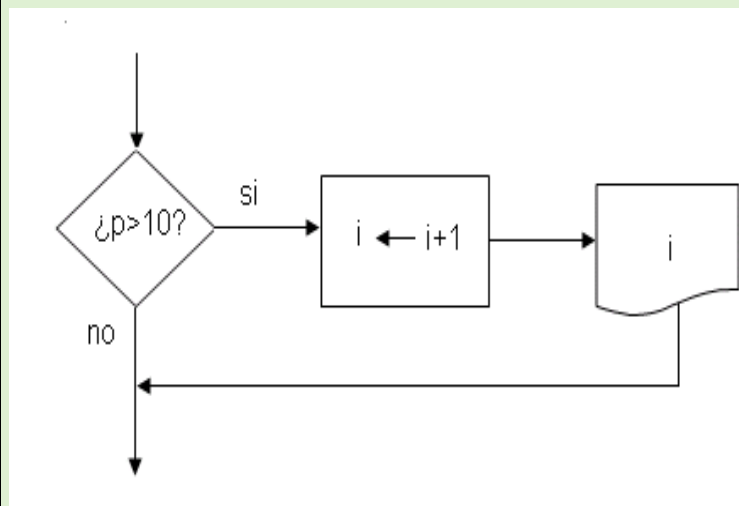 ¿p>10?
si
i ← i+1
i
no